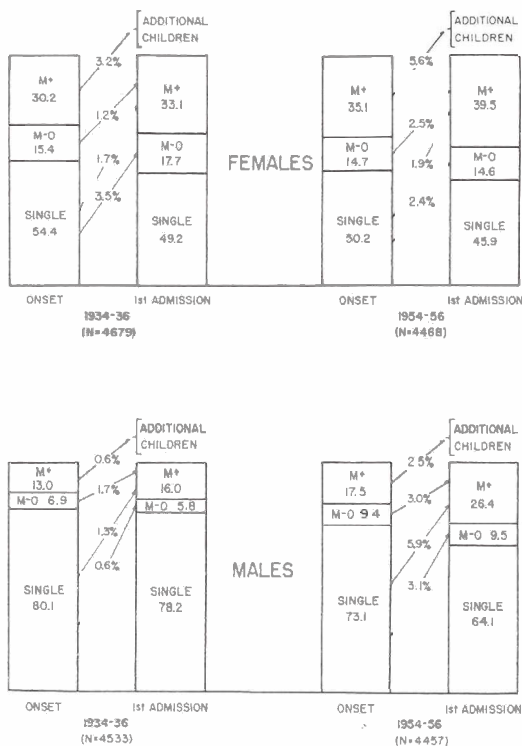 ADDITIONAL
CHILDREN
3.2%
M+
30.2
M+
33.1
1.2%
M-O
15.4
M-O
17.7
1.7%
3.5%
SINGLE
54.4
SINGLE
49.2
ONSET
1st ADMISSION
1934-36
(N=4679)
FEMALES
ADDITIONAL
CHILDREN
5.6%
M+
35.1
M+
39.5
2.5%
M-O
14.7
M-O
14.6
1.9%
2.4%
SINGLE
50.2
SINGLE
45.9
ONSET
1st ADMISSION
1954-56
(N=4468)
ADDITIONAL
CHILDREN
0.6%
M+
13.0
M+
16.0
1.7%
M-O 6.9
M-O 5.8
1.3%
0.6%
SINGLE
80.1
SINGLE
78.2
ONSET
1st ADMISSION
1934-36
(N=4533)
MALES
ADDITIONAL
CHILDREN
2.5%
M+
17.5
M+
26.4
3.0%
M-O 9.4
M-O 9.5
5.9%
3.1%
SINGLE
73.1
SINGLE
64.1
ONSET
1st ADMISSION
1954-56
(N=4457)